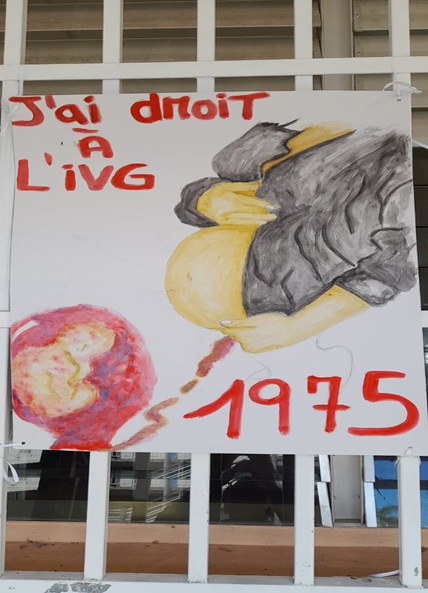 J'ai droiT
À
L'iVG
1975